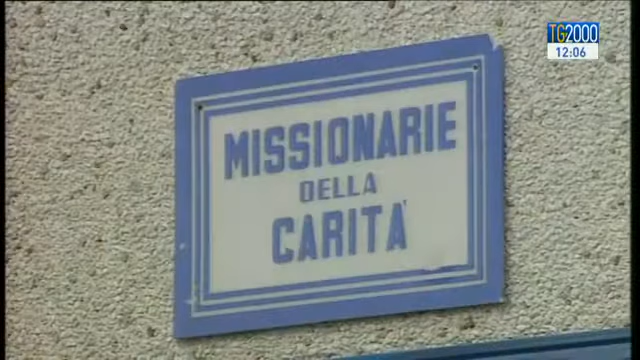 TG2000
12:06
MISSIONARIE
DELLA
CARITA'